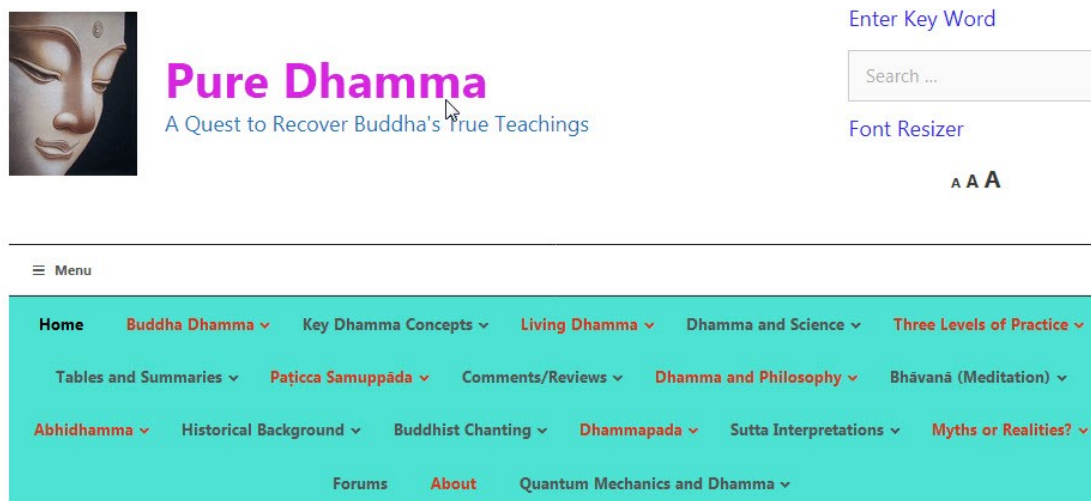 Enter Key Word
Search ...
Pure Dhamma
A Quest to Recover Buddha's True Teachings
Font Resizer
A A A
☰ Menu
Home Buddha Dhamma Key Dhamma Concepts Living Dhamma Dhamma and Science Three Levels of Practice
Tables and Summaries Paṭicca Samuppāda Comments/Reviews Dhamma and Philosophy Bhāvanā (Meditation)
Abhidhamma Historical Background Buddhist Chanting Dhammapada Sutta Interpretations Myths or Realities?
Forums About Quantum Mechanics and Dhamma